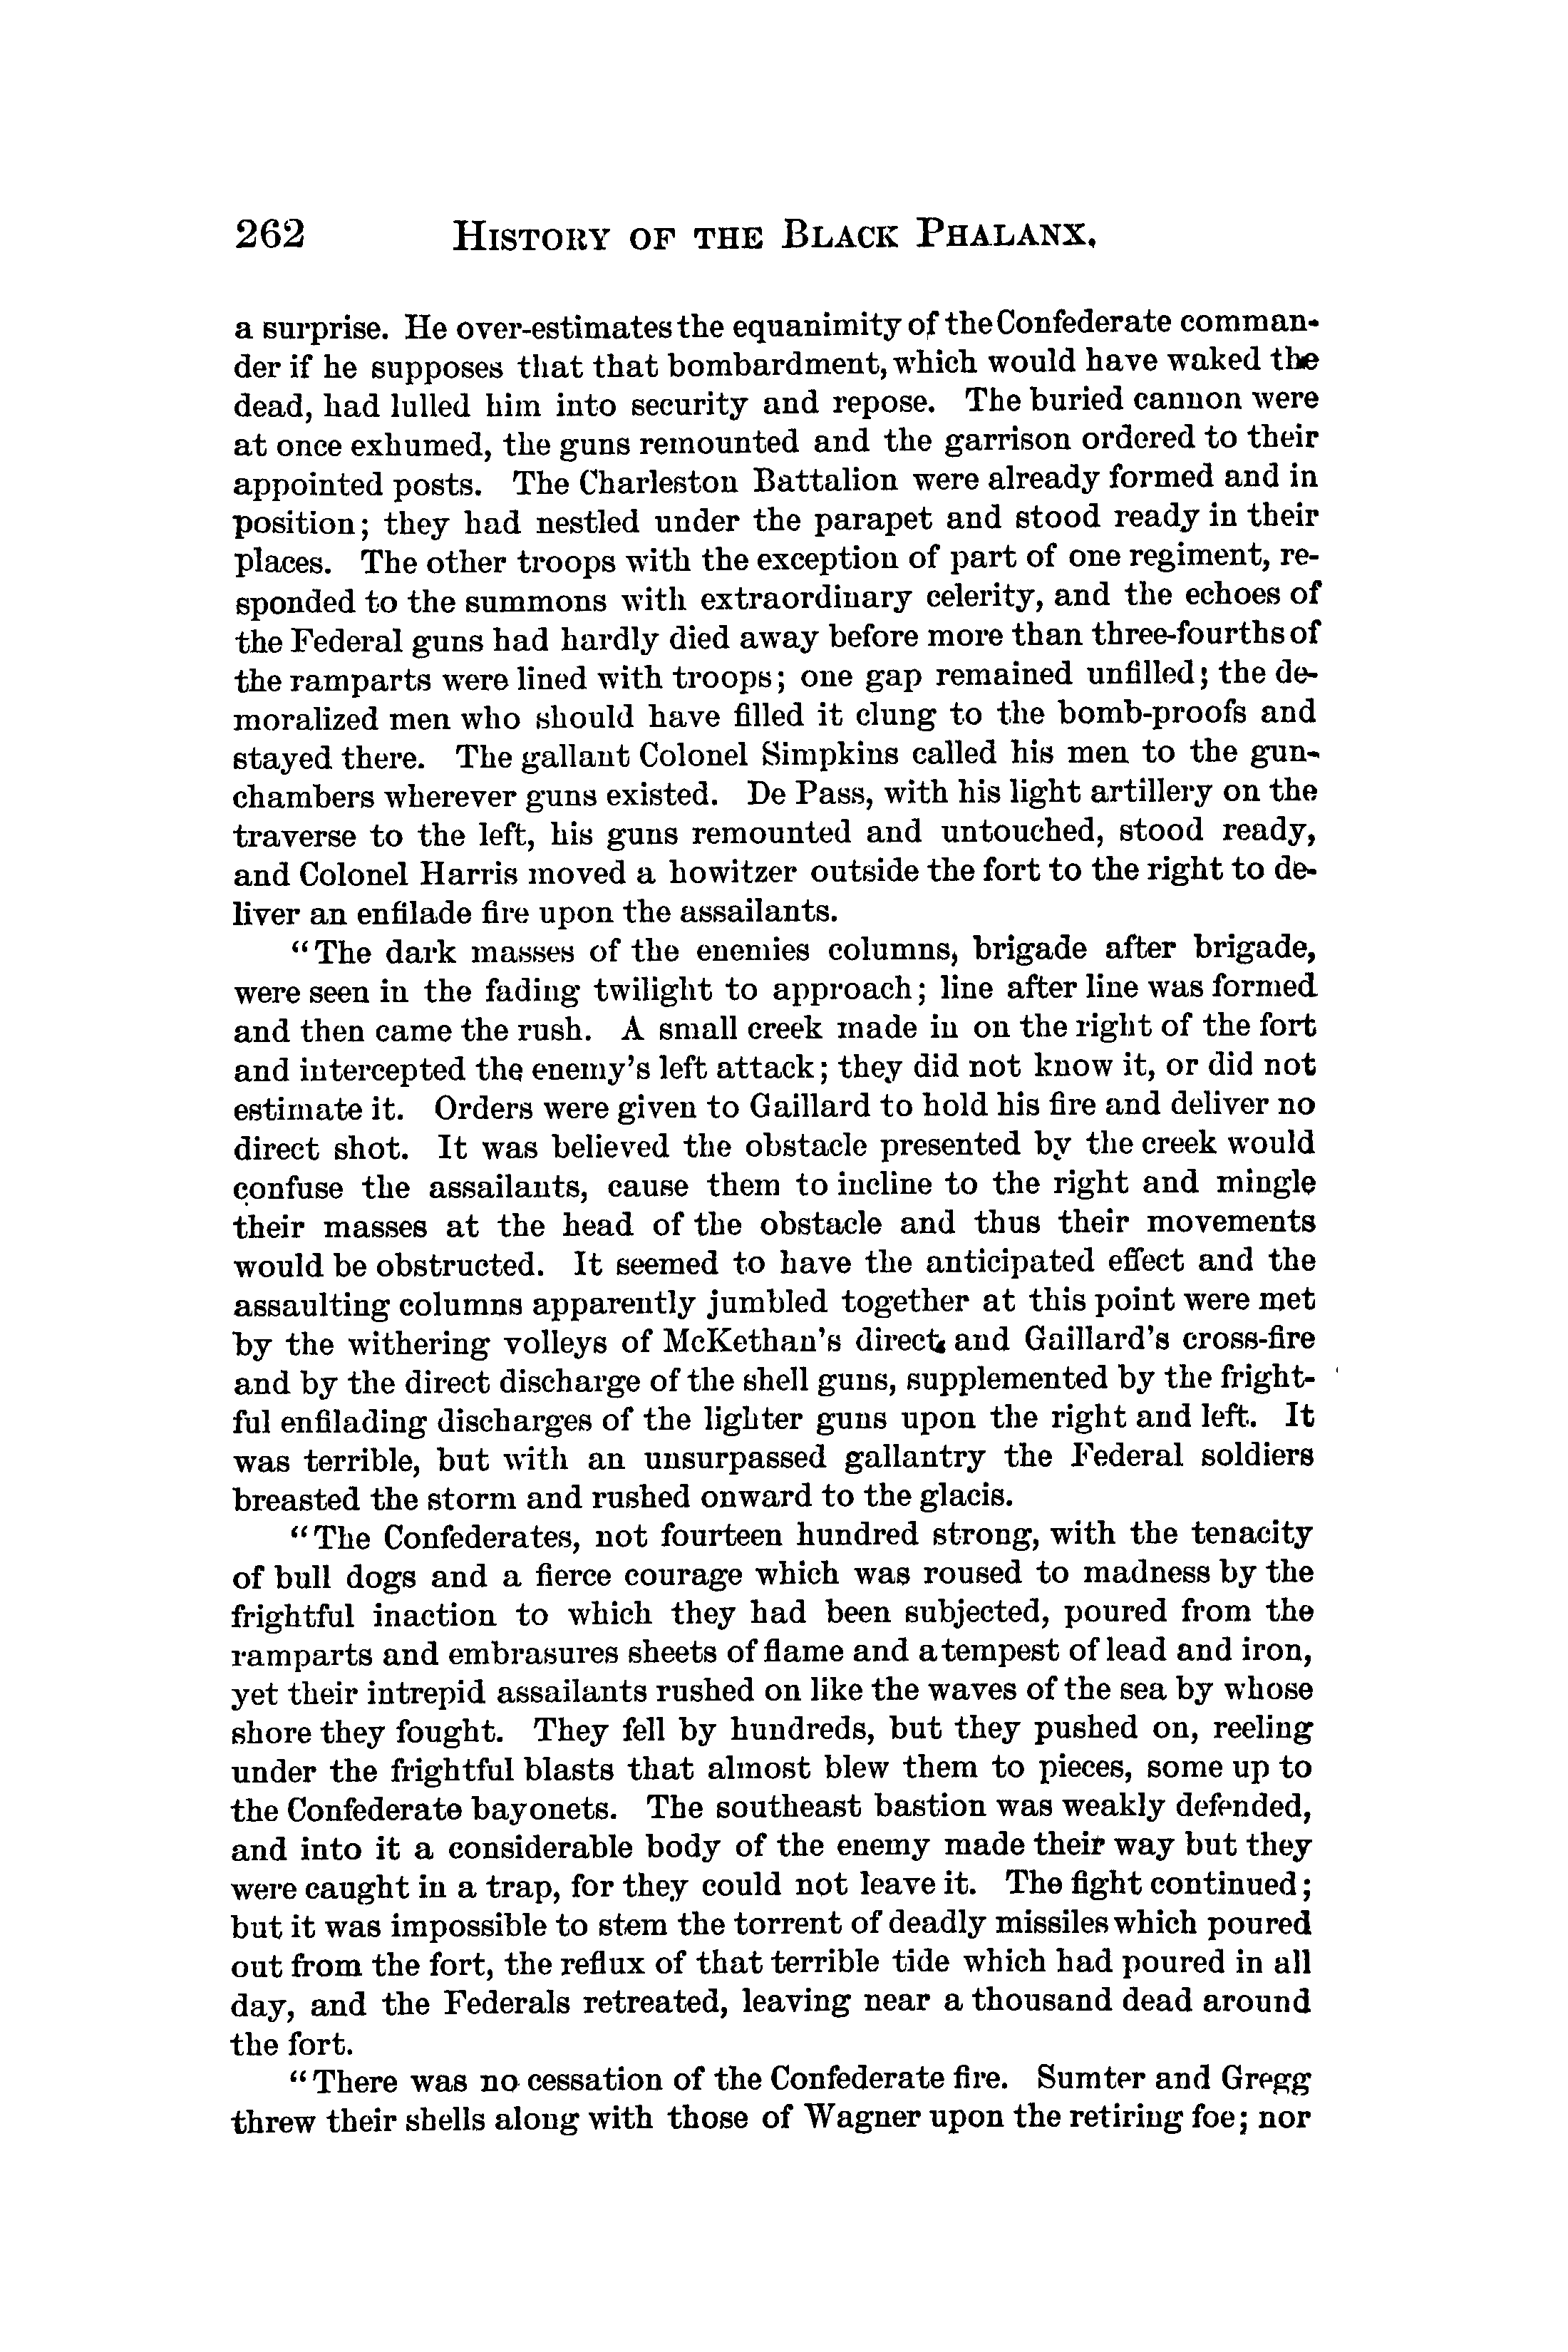 262 HISTORY OF THE BLACK PHALANX.
a surprise. He over-estimates the equanimity of the Confederate comman-
der if he supposes that that bombardment, which would have waked the
dead, had lulled him into security and repose. The buried cannon were
at once exhumed, the guns remounted and the garrison ordered to their
appointed posts. The Charleston Battalion were already formed and in
position; they had nestled under the parapet and stood ready in their
places. The other troops with the exception of part of one regiment, re-
sponded to the summons with extraordinary celerity, and the echoes of
the Federal guns had hardly died away before more than three-fourths of
the ramparts were lined with troops; one gap remained unfilled; the de-
moralized men who should have filled it clung to the bomb-proofs and
stayed there. The gallant Colonel Simpkins called his men to the gun-
chambers wherever guns existed. De Pass, with his light artillery on the
traverse to the left, his guns remounted and untouched, stood ready,
and Colonel Harris moved a howitzer outside the fort to the right to de-
liver an enfilade fire upon the assailants.
"The dark masses of the enemies columns, brigade after brigade,
were seen in the fading twilight to approach; line after line was formed
and then came the rush. A small creek made in on the right of the fort
and intercepted the enemy's left attack; they did not know it, or did not
estimate it. Orders were given to Gaillard to hold his fire and deliver no
direct shot. It was believed the obstacle presented by the creek would
confuse the assailants, cause them to incline to the right and mingle
their masses at the head of the obstacle and thus their movements
would be obstructed. It seemed to have the anticipated effect and the
assaulting columns apparently jumbled together at this point were met
by the withering volleys of McKethan's direct and Gaillard's cross-fire
and by the direct discharge of the shell guns, supplemented by the fright-
ful enfilading discharges of the lighter guns upon the right and left. It
was terrible, but with an unsurpassed gallantry the Federal soldiers
breasted the storm and rushed onward to the glacis.
"The Confederates, not fourteen hundred strong, with the tenacity
of bull dogs and a fierce courage which was roused to madness by the
frightful inaction to which they had been subjected, poured from the
ramparts and embrasures sheets of flame and a tempest of lead and iron,
yet their intrepid assailants rushed on like the waves of the sea by whose
shore they fought. They fell by hundreds, but they pushed on, reeling
under the frightful blasts that almost blew them to pieces, some up to
the Confederate bayonets. The southeast bastion was weakly defended,
and into it a considerable body of the enemy made their way but they
were caught in a trap, for they could not leave it. The fight continued;
but it was impossible to stem the torrent of deadly missiles which poured
out from the fort, the reflux of that terrible tide which had poured in all
day, and the Federals retreated, leaving near a thousand dead around
the fort.
"There was no cessation of the Confederate fire. Sumter and Gregg
threw their shells along with those of Wagner upon the retiring foe; nor